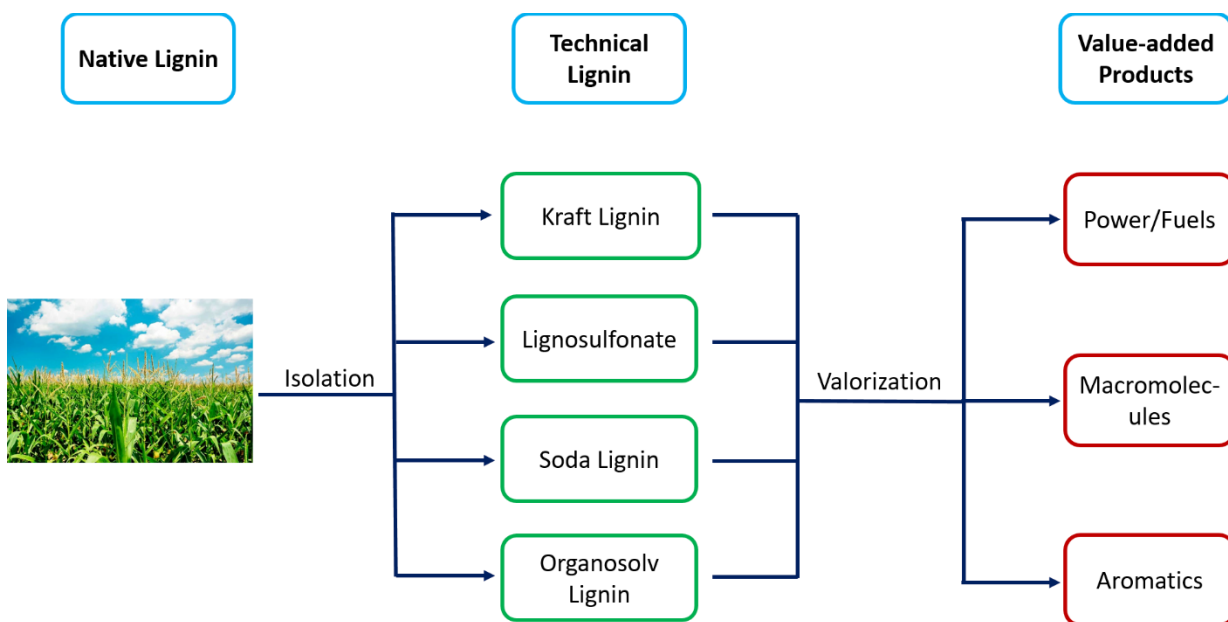 Native Lignin
Technical
Lignin
Value-added
Products
Kraft Lignin
Lignosulfonate
Soda Lignin
Organosolv
Lignin
Isolation
Valorization
Power/Fuels
Macromolec-
ules
Aromatics